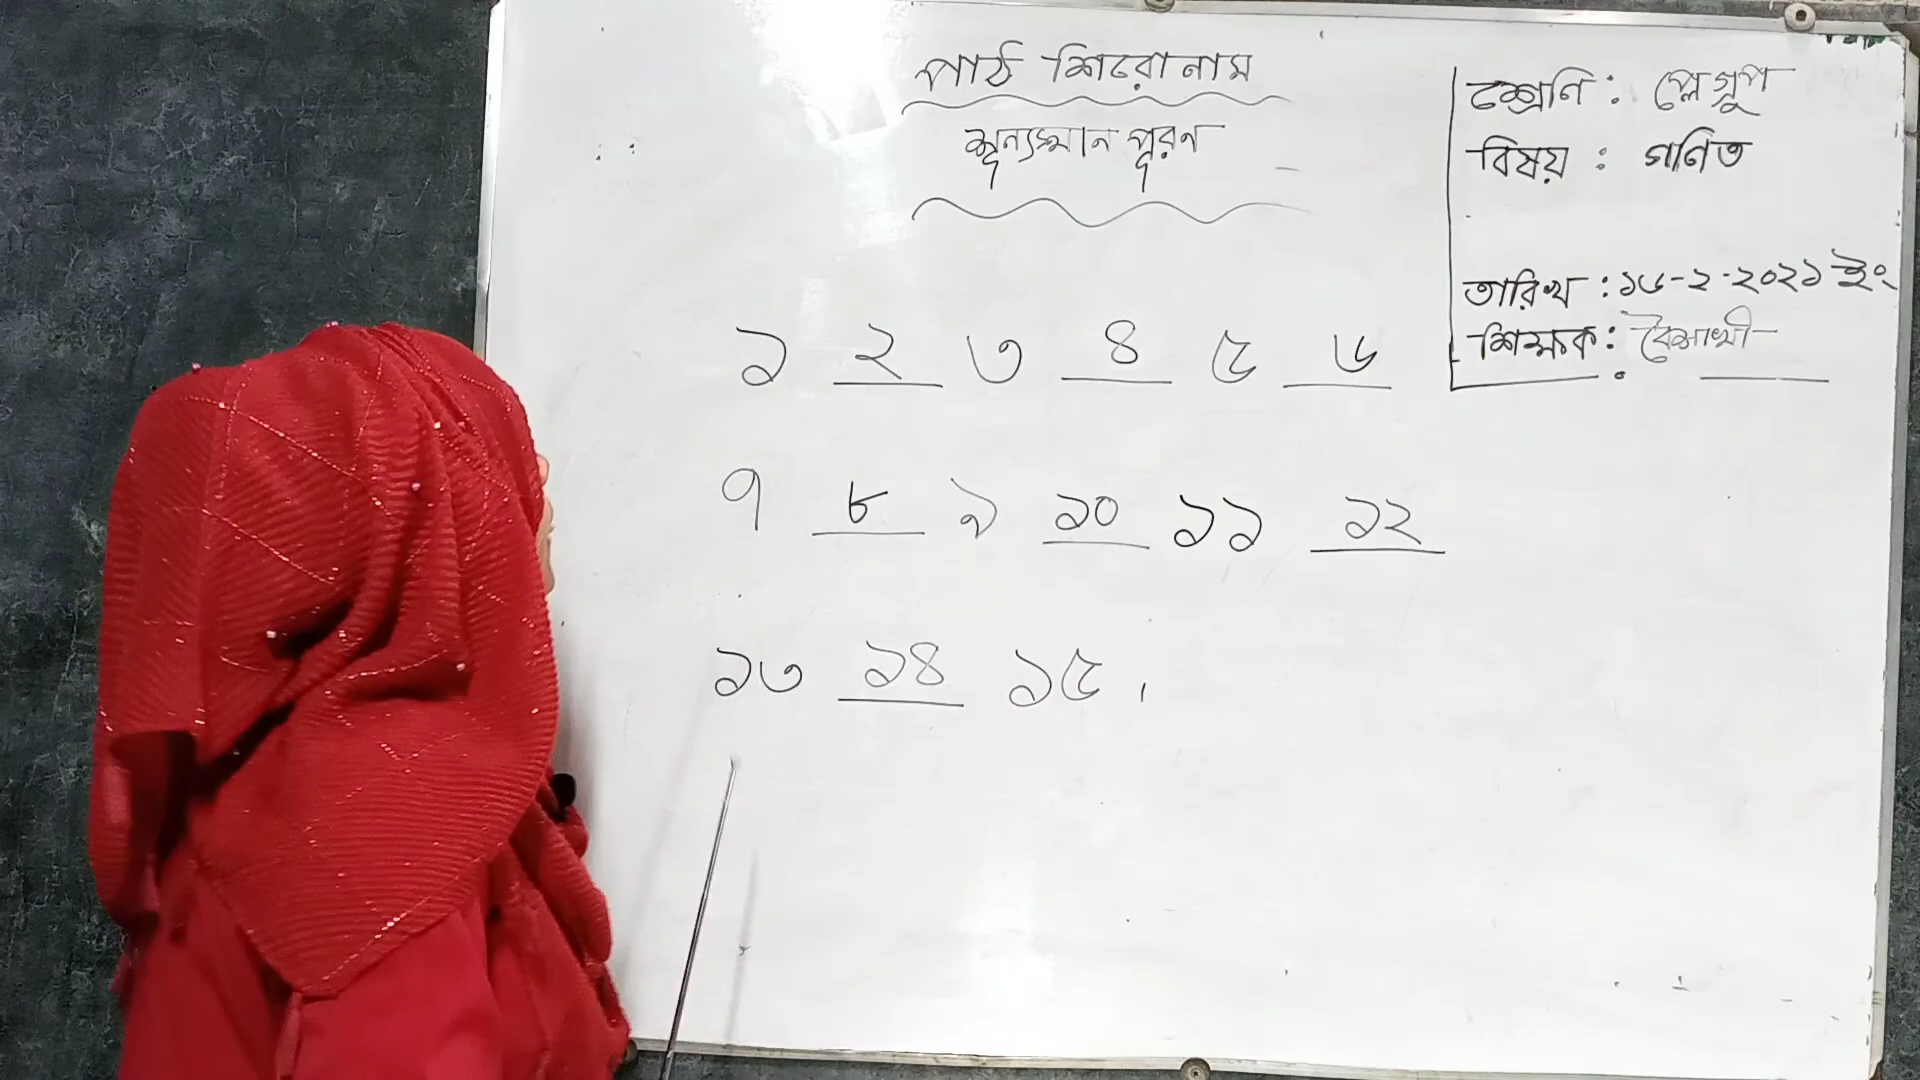 পাঠ শিরোনাম
শূন্যস্থান পূরণ
শ্রেণি : প্লে গ্রুপ
বিষয় : গণিত
তারিখ : ১৬-২-২০২১ ইং
শিক্ষক : বৈশাখী
১ ২ ৩ ৪ ৫ ৬
৭ ৮ ৯ ১০ ১১ ১২
১৩ ১৪ ১৫ ,